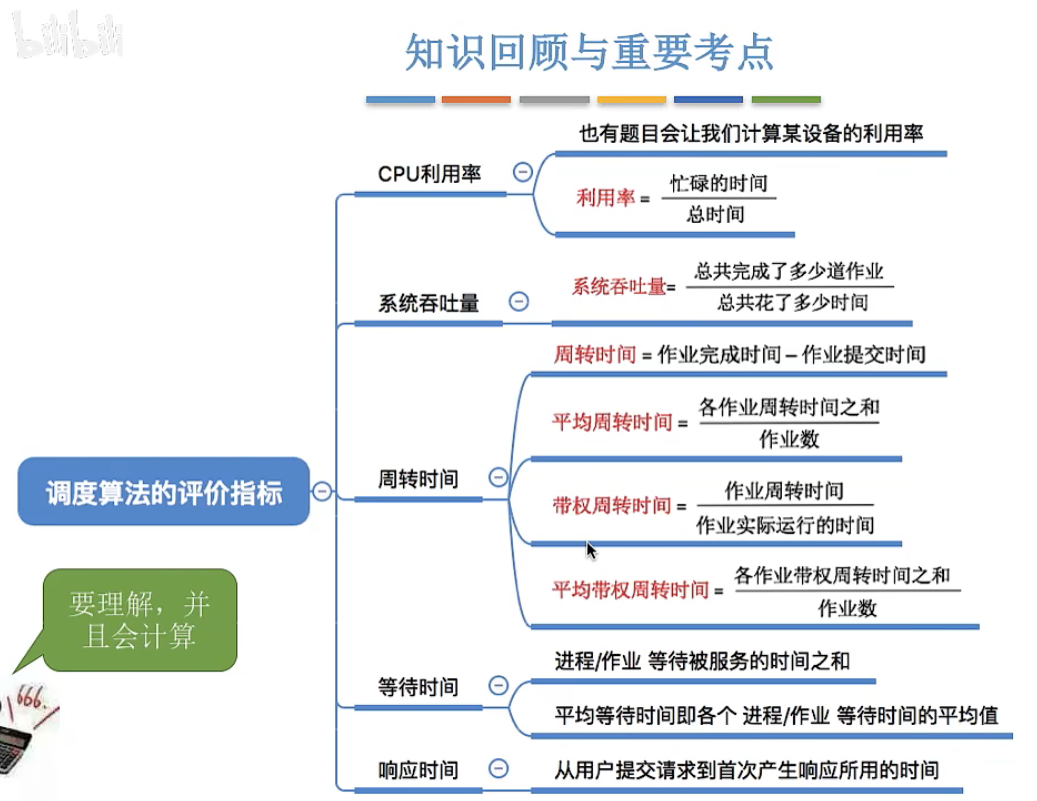 bilibili
知识回顾与重要考点
也有题目会让我们计算某设备的利用率
CPU利用率
利用率 = 忙碌的时间
总时间
系统吞吐量
系统吞吐量= 总共完成了多少道作业
总共花了多少时间
周转时间 = 作业完成时间 – 作业提交时间
平均周转时间 = 各作业周转时间之和
作业数
周转时间
调度算法的评价指标
带权周转时间 = 作业周转时间
作业实际运行的时间
平均带权周转时间 = 各作业带权周转时间之和
作业数
要理解，并
且会计算
666.
等待时间
进程/作业 等待被服务的时间之和
平均等待时间即各个 进程/作业 等待时间的平均值
响应时间
从用户提交请求到首次产生响应所用的时间